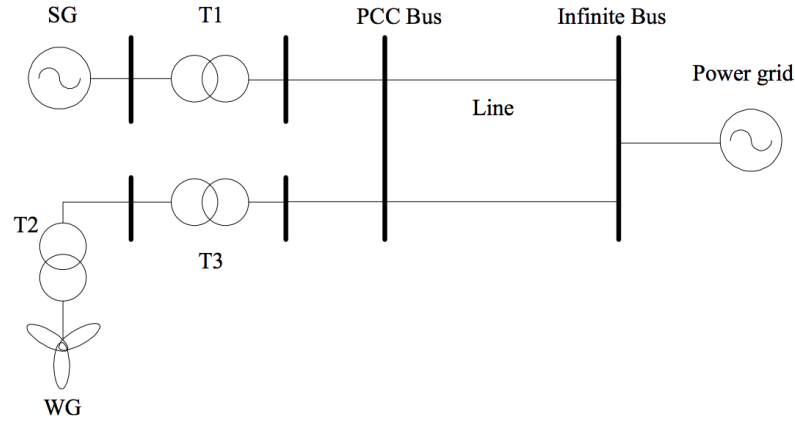 SG
T1
PCC Bus
Infinite Bus
Power grid
Line
T2
T3
WG